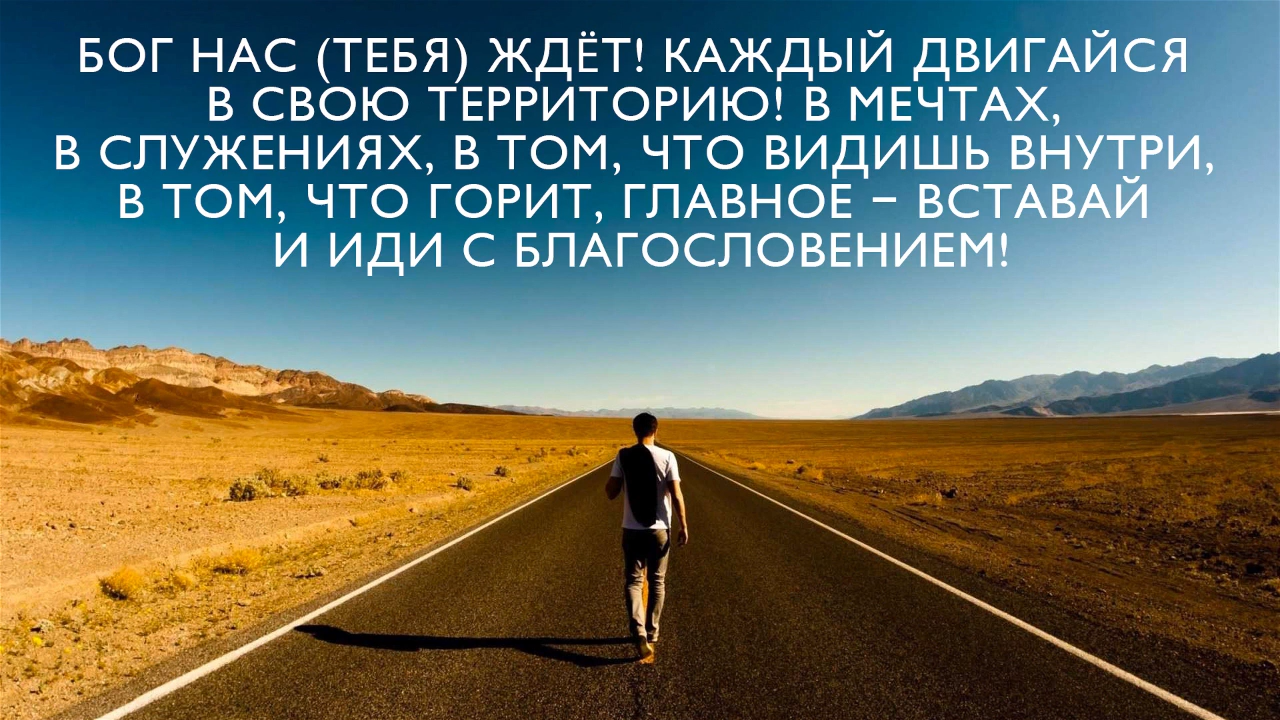 БОГ НАС (ТЕБЯ) ЖДЁТ! КАЖДЫЙ ДВИГАЙСЯ
В СВОЮ ТЕРРИТОРИЮ! В МЕЧТАХ,
В СЛУЖЕНИЯХ, В ТОМ, ЧТО ВИДИШЬ ВНУТРИ,
В ТОМ, ЧТО ГОРИТ, ГЛАВНОЕ – ВСТАВАЙ
И ИДИ С БЛАГОСЛОВЕНИЕМ!